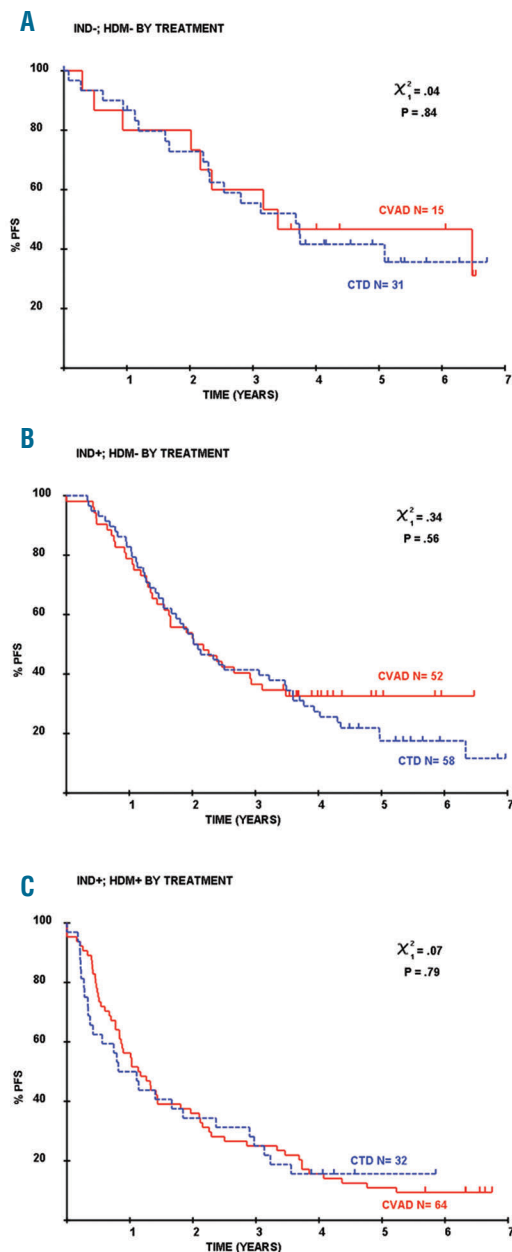 A
IND-; HDM- BY TREATMENT
100
80
60
40
20
% PFS
χ²₁ = .04
P = .84
CVAD N= 15
CTD N= 31
1 2 3 4 5 6 7
TIME (YEARS)
B
IND+; HDM- BY TREATMENT
100
80
60
40
20
% PFS
χ²₁ = .34
P = .56
CVAD N= 52
CTD N= 58
1 2 3 4 5 6 7
TIME (YEARS)
C
IND+; HDM+ BY TREATMENT
100
80
60
40
20
% PFS
χ²₁ = .07
P = .79
CTD N= 32
CVAD N= 64
1 2 3 4 5 6 7
TIME (YEARS)